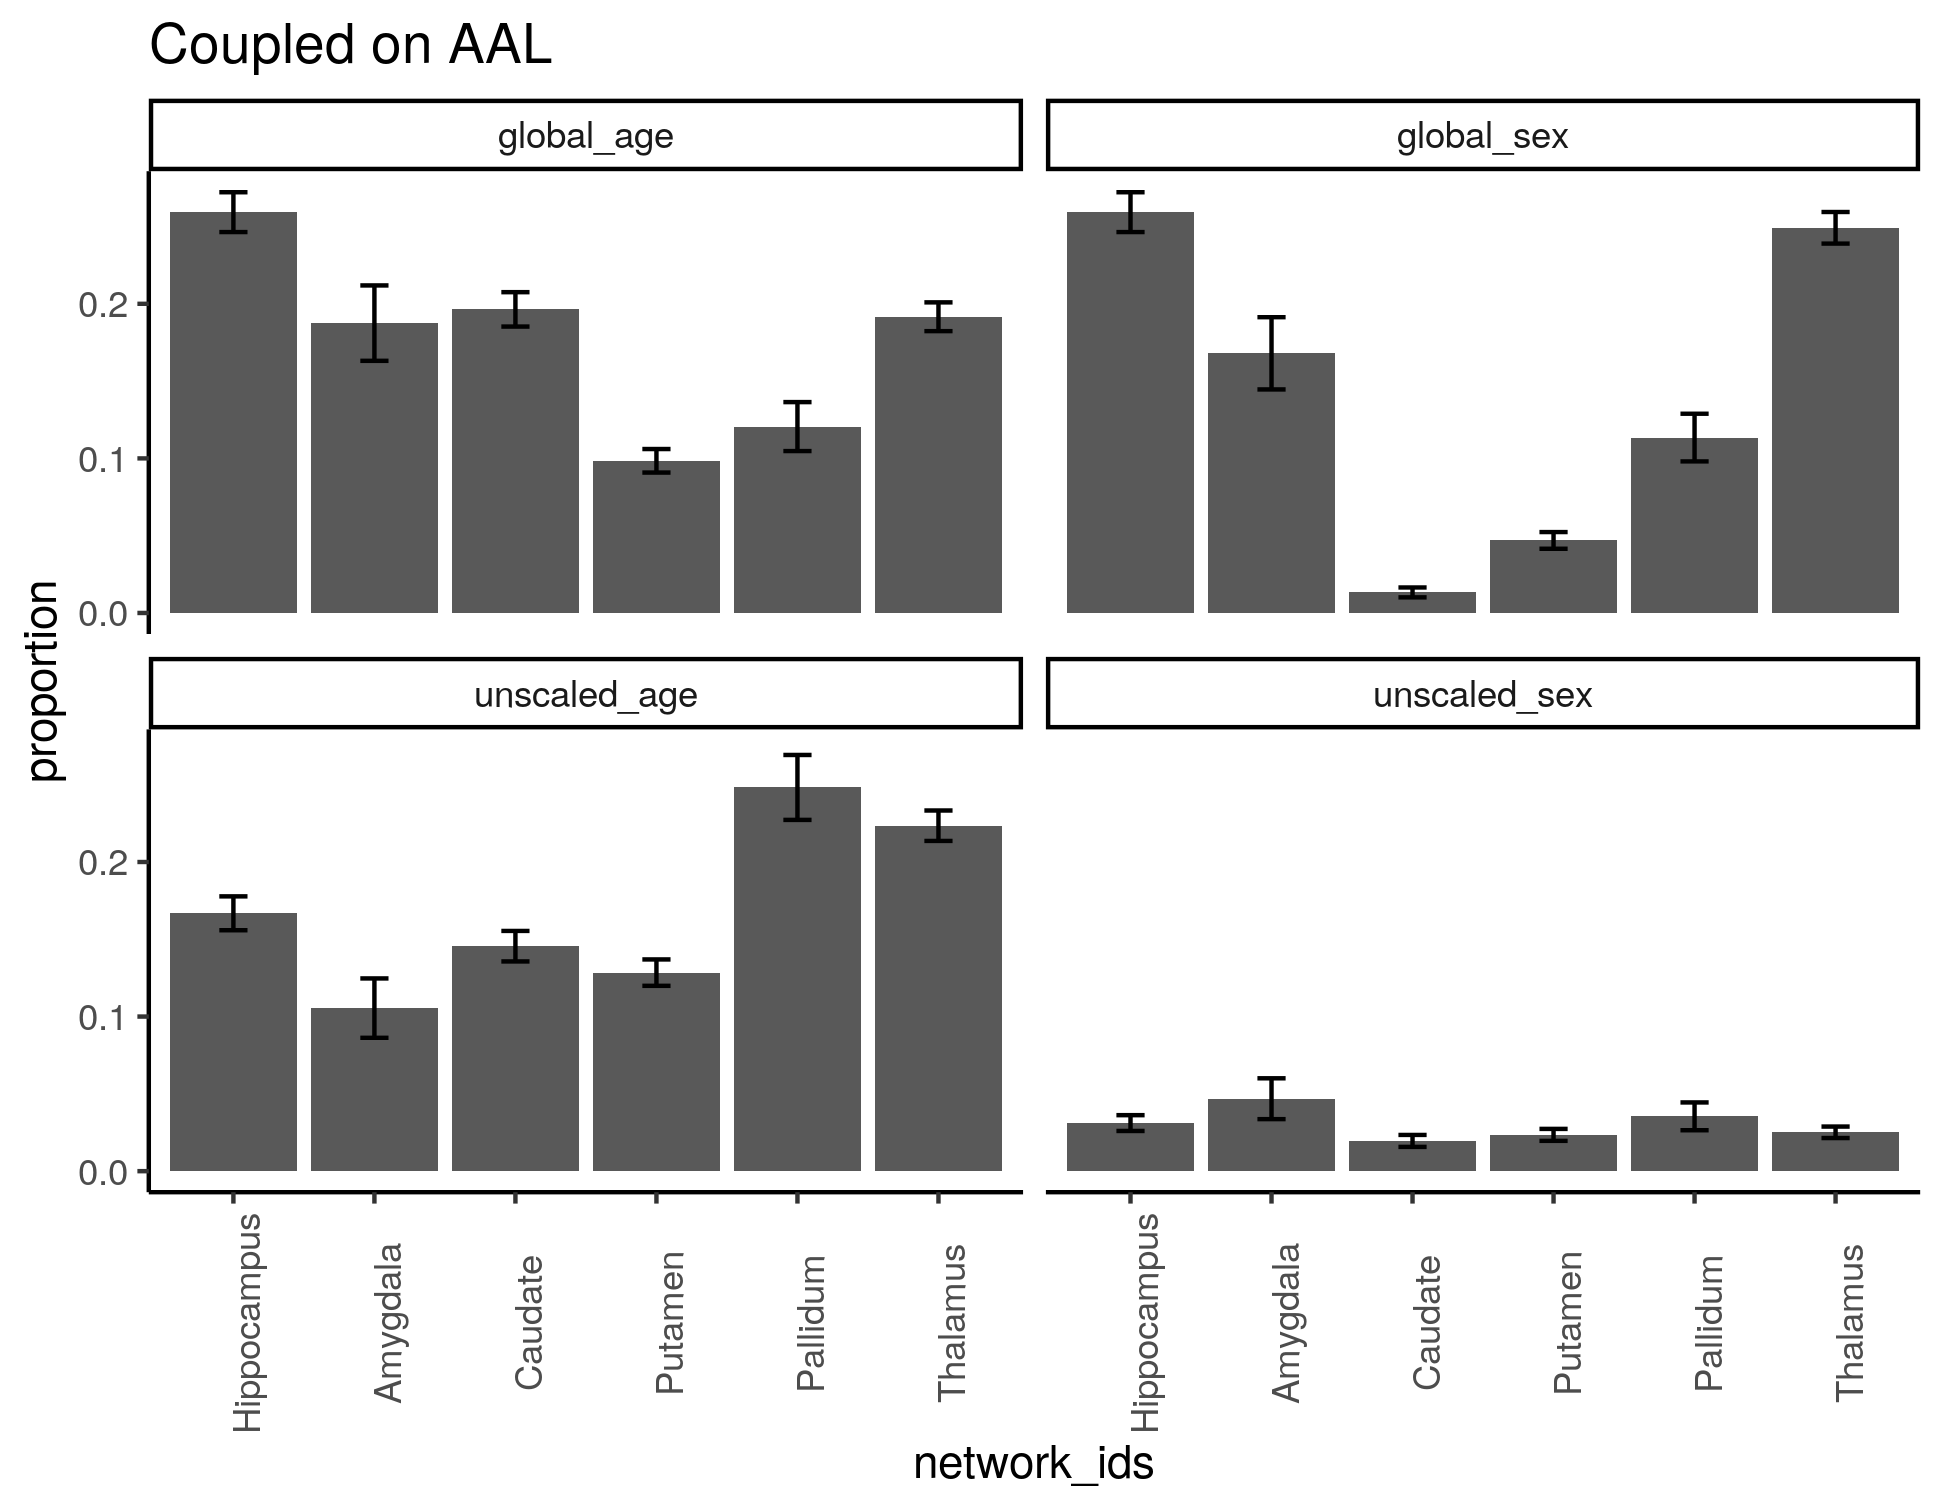 Coupled on AAL
global_age
global_sex
0.2
0.1
0.0
proportion
unscaled_age
unscaled_sex
0.2
0.1
0.0
Hippocampus
Amygdala
Caudate
Putamen
Pallidum
Thalamus
Hippocampus
Amygdala
Caudate
Putamen
Pallidum
Thalamus
network_ids